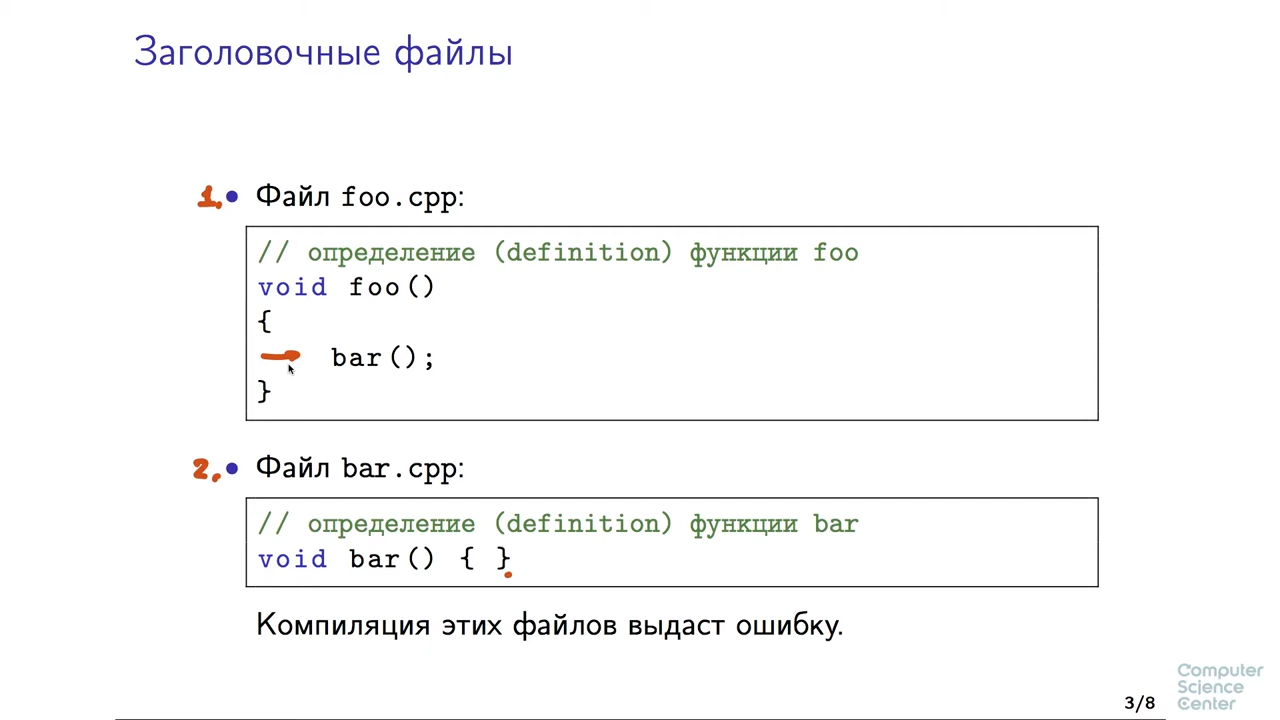 Заголовочные файлы
1. • Файл foo.cpp:
// определение (definition) функции foo
void foo()
{
bar();
}
2. • Файл bar.cpp:
// определение (definition) функции bar
void bar() { }
Компиляция этих файлов выдаст ошибку.
Computer
Science
Center
3/8